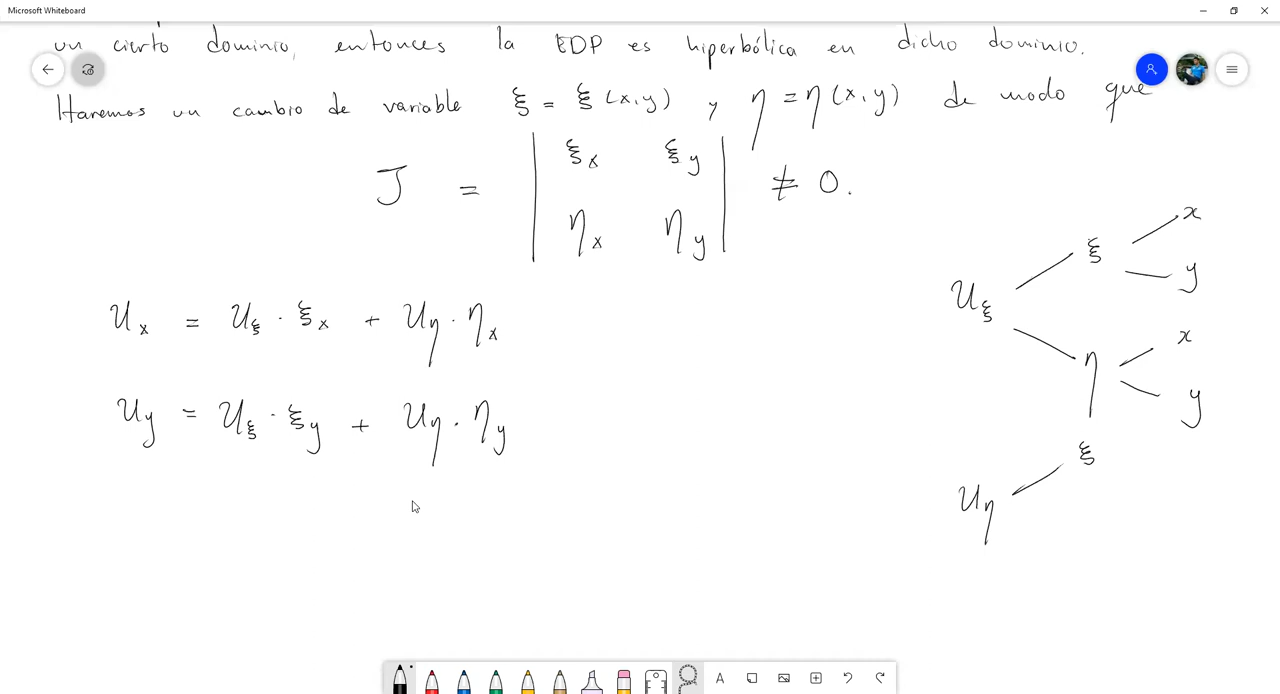 Microsoft Whiteboard
un cierto dominio, entonces la EDP es hiperbólica en dicho dominio.
Haremos un cambio de variable ξ = ξ(x,y) y η = η(x,y) de modo que
J = | ξx ξy | ≠ 0.
| ηx ηy |
Ux = Uξ · ξx + Uη · ηx
Uy = Uξ · ξy + Uη · ηy
x
ξ
y
Uξ
x
η
y
ξ
Uη
A